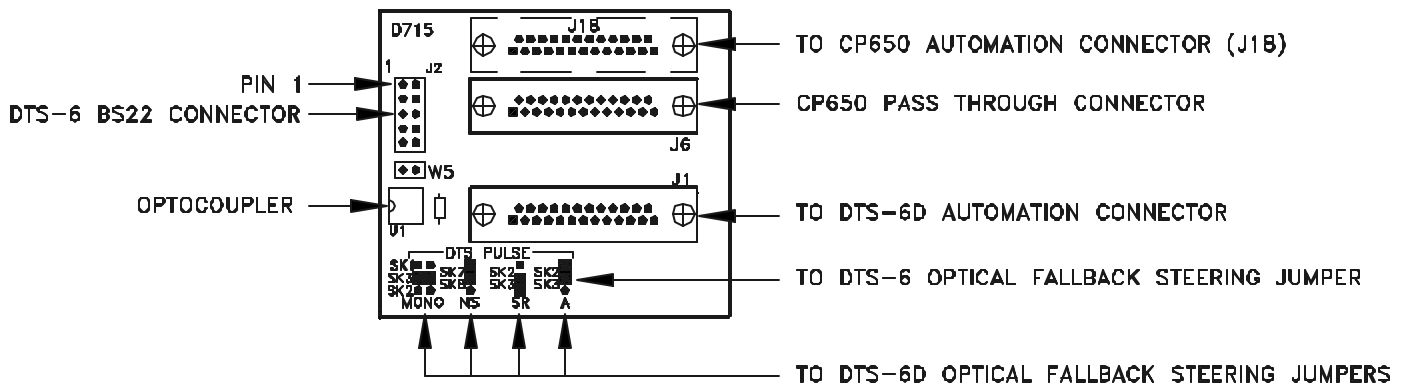 D715
J1B
TO CP650 AUTOMATION CONNECTOR (J1B)
1
J2
PIN 1
CP650 PASS THROUGH CONNECTOR
DTS-6 BS22 CONNECTOR
J6
W5
J1
OPTOCOUPLER
TO DTS-6D AUTOMATION CONNECTOR
U1
DTS PULSE
SK1
SK3
SK2
SK7
SK2
SK3
SK2
SK3
TO DTS-6 OPTICAL FALLBACK STEERING JUMPER
MONO NS SR A
TO DTS-6D OPTICAL FALLBACK STEERING JUMPERS